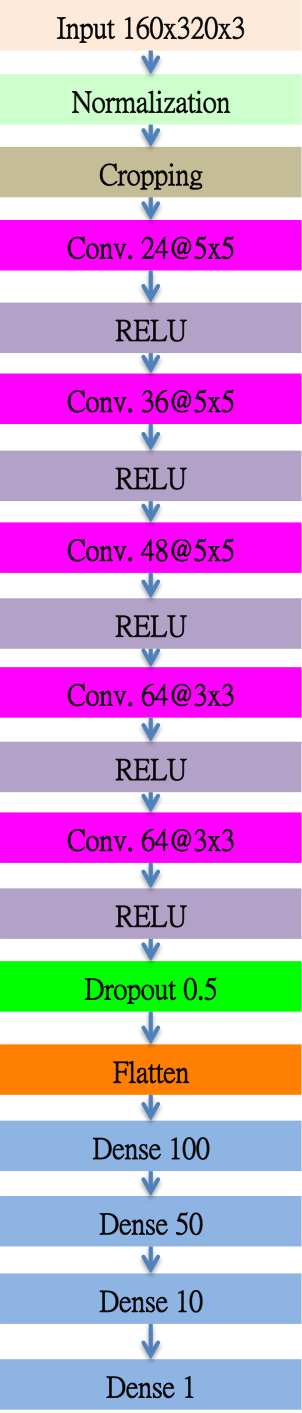 Input 160x320x3
Normalization
Cropping
Conv. 24@5x5
RELU
Conv. 36@5x5
RELU
Conv. 48@5x5
RELU
Conv. 64@3x3
RELU
Conv. 64@3x3
RELU
Dropout 0.5
Flatten
Dense 100
Dense 50
Dense 10
Dense 1